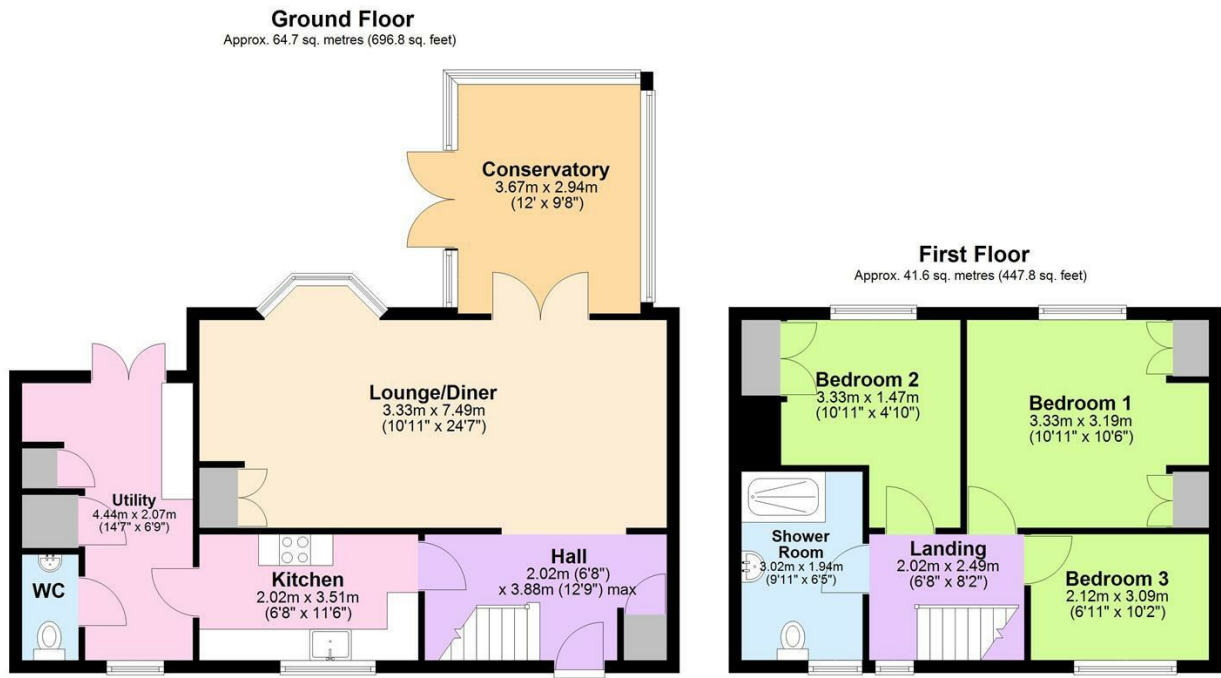 Ground Floor
Approx. 64.7 sq. metres (696.8 sq. feet)
Conservatory
3.67m x 2.94m
(12' x 9'8")
Lounge/Diner
3.33m x 7.49m
(10'11" x 24'7")
Utility
4.44m x 2.07m
(14'7" x 6'9")
WC
Kitchen
2.02m x 3.51m
(6'8" x 11'6")
Hall
2.02m (6'8")
x 3.88m (12'9") max
First Floor
Approx. 41.6 sq. metres (447.8 sq. feet)
Bedroom 2
3.33m x 1.47m
(10'11" x 4'10")
Bedroom 1
3.33m x 3.19m
(10'11" x 10'6")
Shower
Room
3.02m x 1.94m
(9'11" x 6'5")
Landing
2.02m x 2.49m
(6'8" x 8'2")
Bedroom 3
2.12m x 3.09m
(6'11" x 10'2")